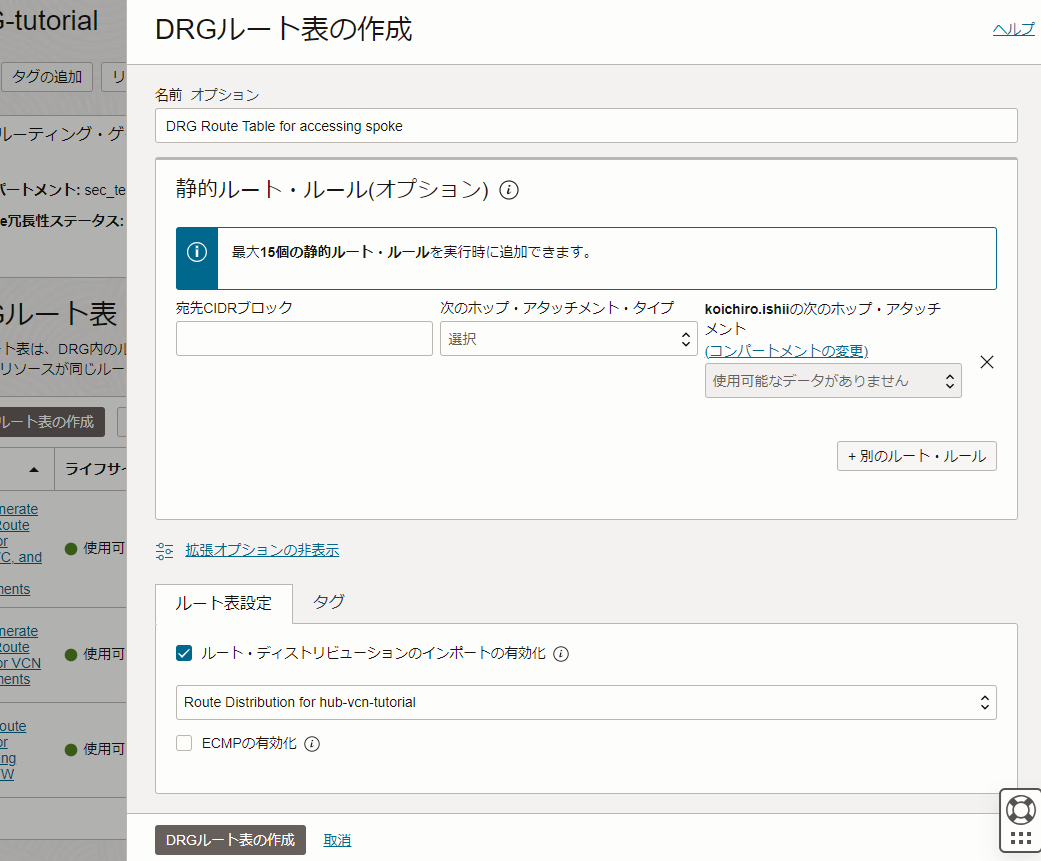 G-tutorial
タグの追加
リ
ルーティング・ゲ
パートメント: sec_te
e冗長性ステータス:
Gルート表
ート表は、DRG内のル
リソースが同じルー
ルート表の作成
ライフサイ
nerate
Route
or
C, and
ments
使用可
nerate
Route
or VCN
ments
使用可
oute
or
ng
W
使用可
DRGルート表の作成
ヘルプ
名前 オプション
DRG Route Table for accessing spoke
静的ルート・ルール(オプション)
最大15個の静的ルート・ルールを実行時に追加できます。
宛先CIDRブロック
次のホップ・アタッチメント・タイプ
選択
koichiro.ishiiの次のホップ・アタッチ
メント
(コンパートメントの変更)
使用可能なデータがありません
+ 別のルート・ルール
拡張オプションの非表示
ルート表設定
タグ
ルート・ディストリビューションのインポートの有効化
Route Distribution for hub-vcn-tutorial
ECMPの有効化
DRGルート表の作成
取消